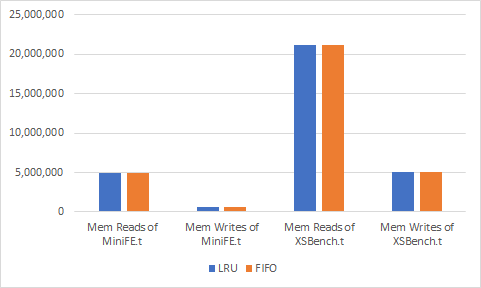 25,000,000
20,000,000
15,000,000
10,000,000
5,000,000
0
Mem Reads of MiniFE.t
Mem Writes of MiniFE.t
Mem Reads of XSBench.t
Mem Writes of XSBench.t
LRU
FIFO